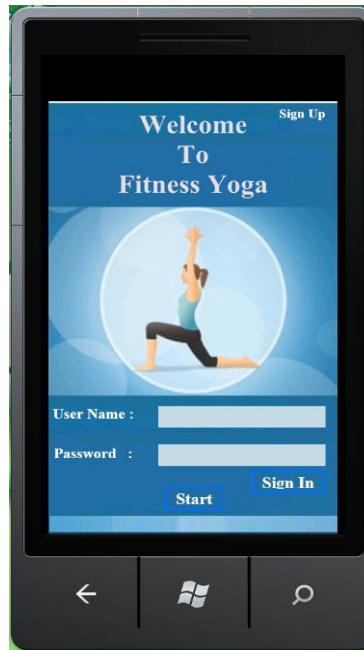 Sign Up
Welcome
To
Fitness Yoga
User Name :
Password :
Sign In
Start